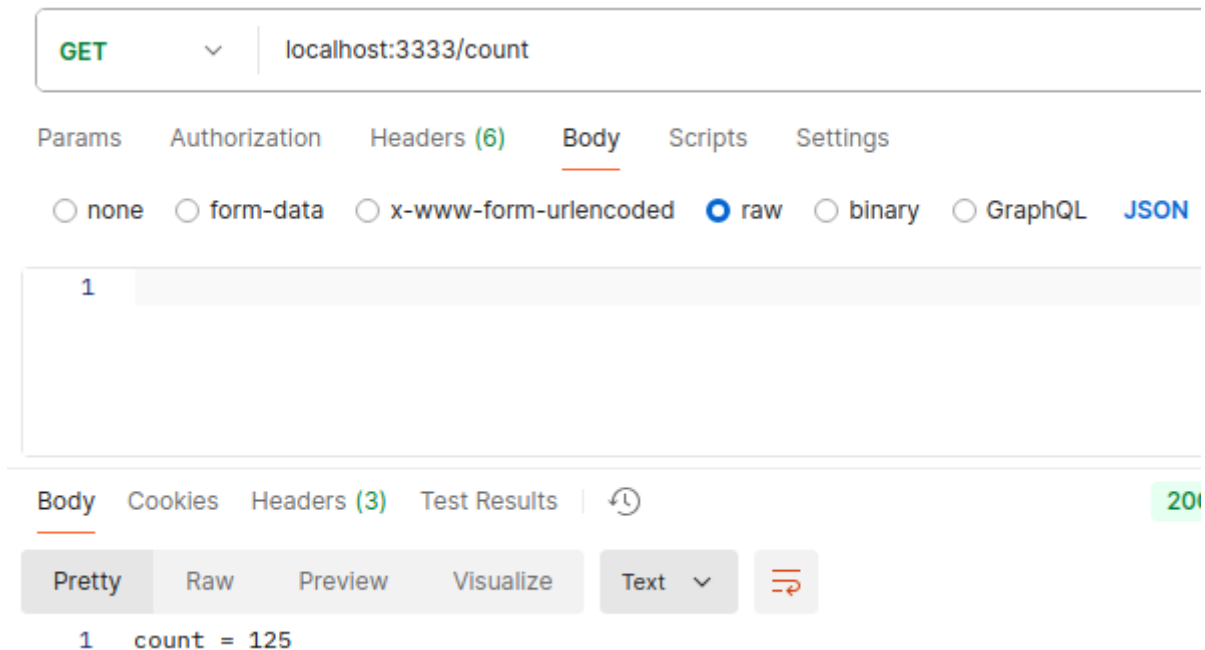 GET localhost:3333/count
Params Authorization Headers (6) Body Scripts Settings
none form-data x-www-form-urlencoded raw binary GraphQL JSON
1
Body Cookies Headers (3) Test Results 200
Pretty Raw Preview Visualize Text
1 count = 125